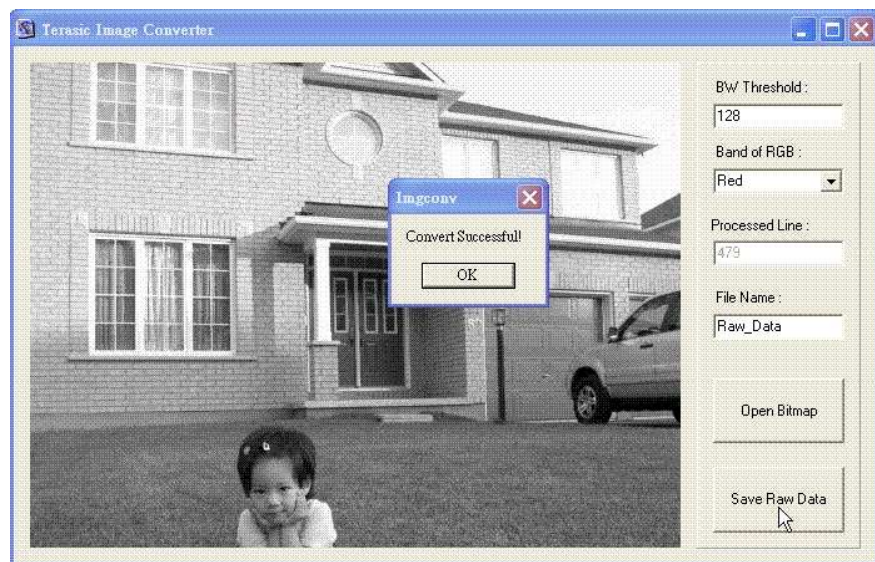 Terasic Image Converter
BW Threshold :
128
Band of RGB :
Red
Processed Line :
479
File Name :
Raw_Data
Open Bitmap
Save Raw Data
Imgconv
Convert Successful!
OK